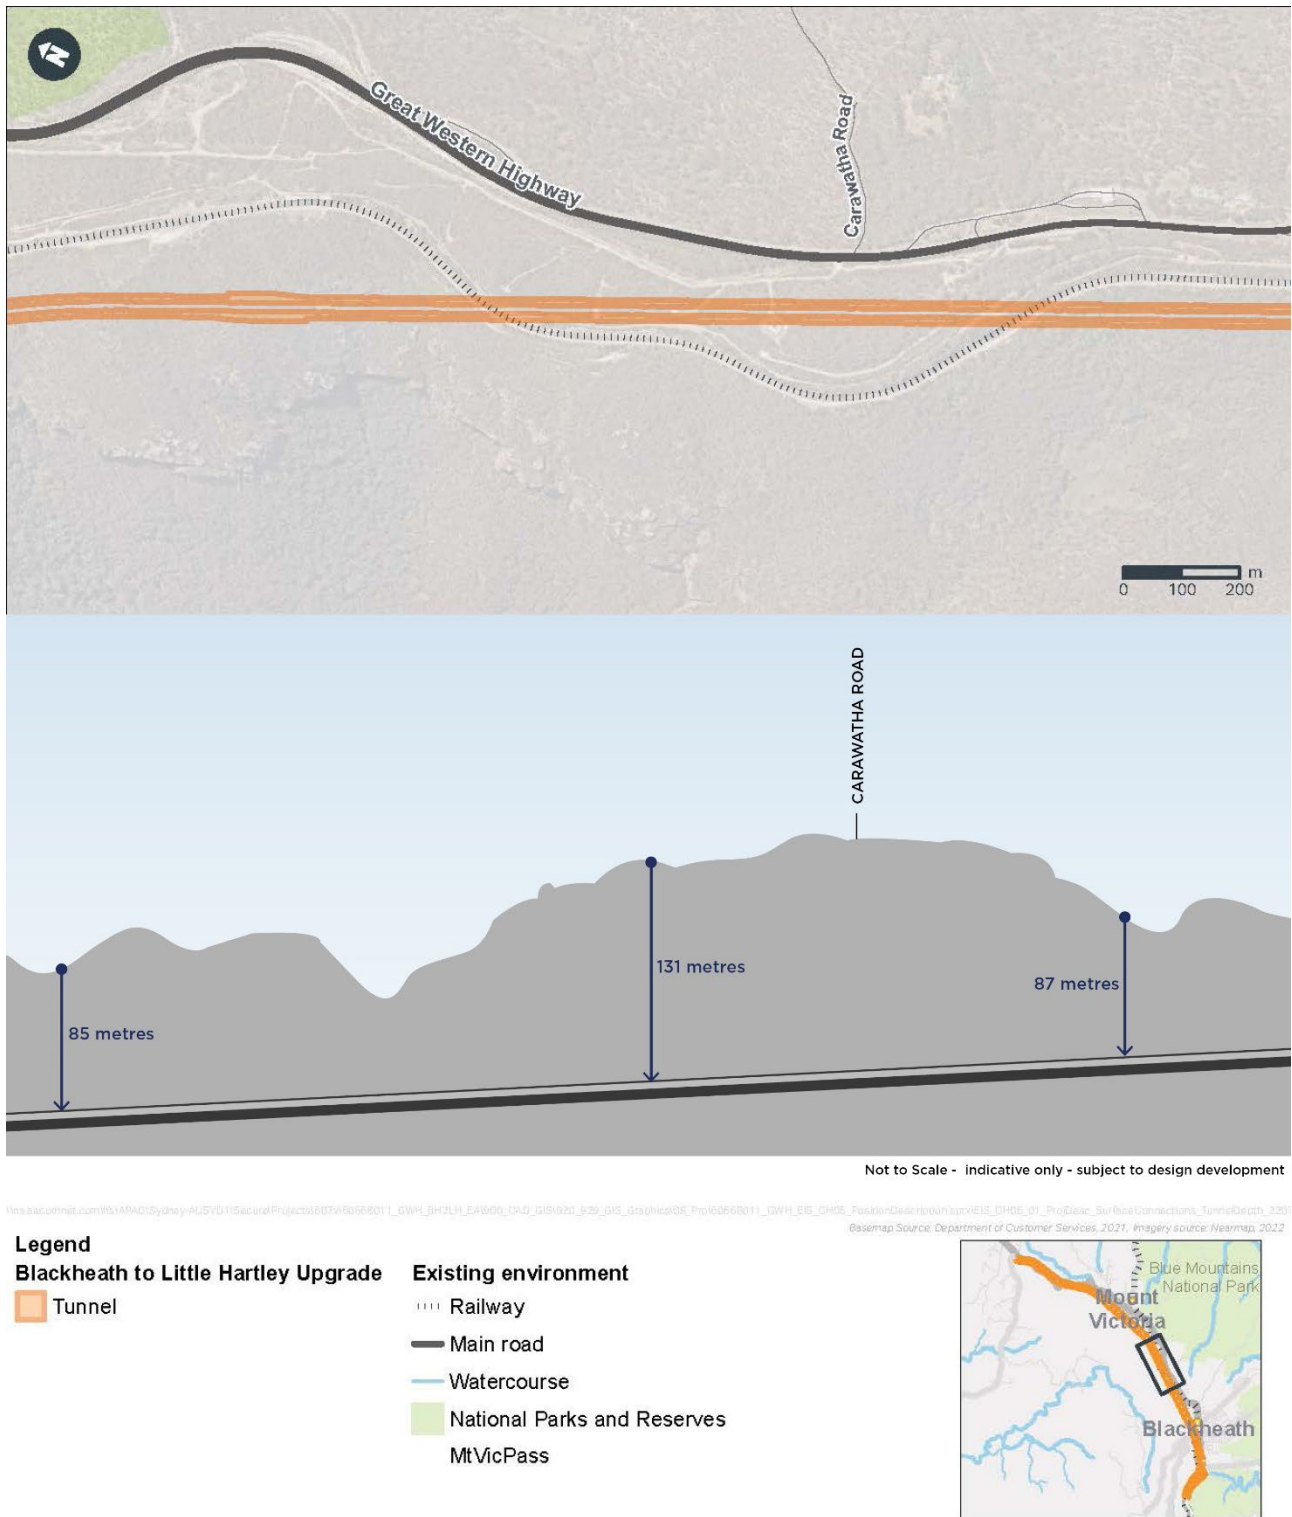 N
Great Western Highway
Carawatha Road
m
0 100 200
CARAWATHA ROAD
131 metres
87 metres
85 metres
Not to Scale - indicative only - subject to design development
Basemap Source: Department of Customer Services, 2021, Imagery source: Nearmap, 2022
Legend
Blackheath to Little Hartley Upgrade
Tunnel
Existing environment
Railway
Main road
Watercourse
National Parks and Reserves
MtVicPass
Blue Mountains
National Park
Mount
Victoria
Blackheath